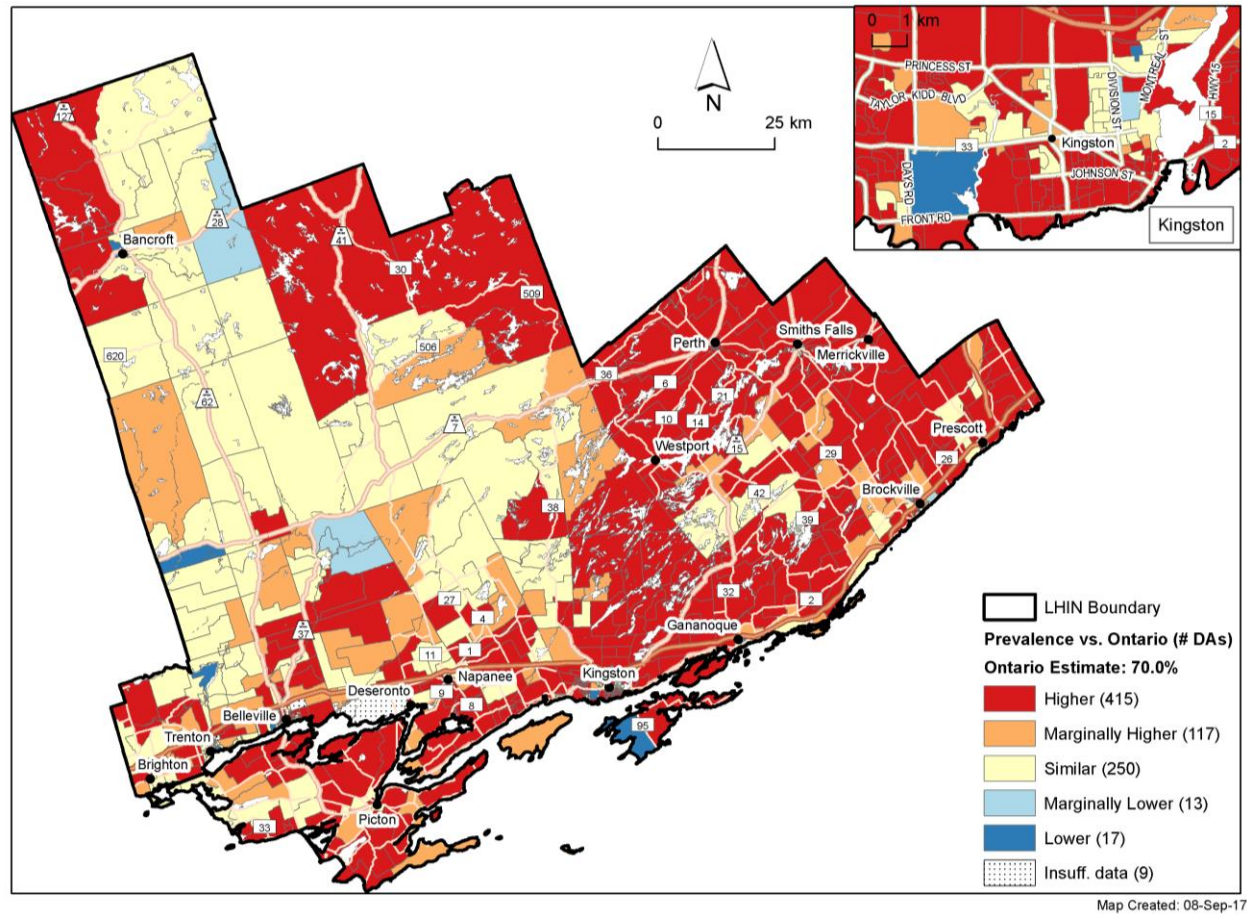 0 1 km
PRINCESS ST
TAYLOR KIDD BLVD
DIVISION ST
MONTREAL ST
HWY 15
15
33
2
Kingston
JOHNSON ST
DAYS RD
FRONT RD
Kingston
N
0 25 km
127
28
Bancroft
41
30
509
620
506
62
7
36
Perth
Smiths Falls
Merrickville
6
21
10
14
Westport
15
29
42
39
38
Prescott
26
Brockville
32
2
Gananoque
37
27
4
11
1
Napanee
Kingston
Deseronto
9
8
Belleville
95
Trenton
Brighton
Picton
33
LHIN Boundary
Prevalence vs. Ontario (# DAs)
Ontario Estimate: 70.0%
Higher (415)
Marginally Higher (117)
Similar (250)
Marginally Lower (13)
Lower (17)
Insuff. data (9)
Map Created: 08-Sep-17